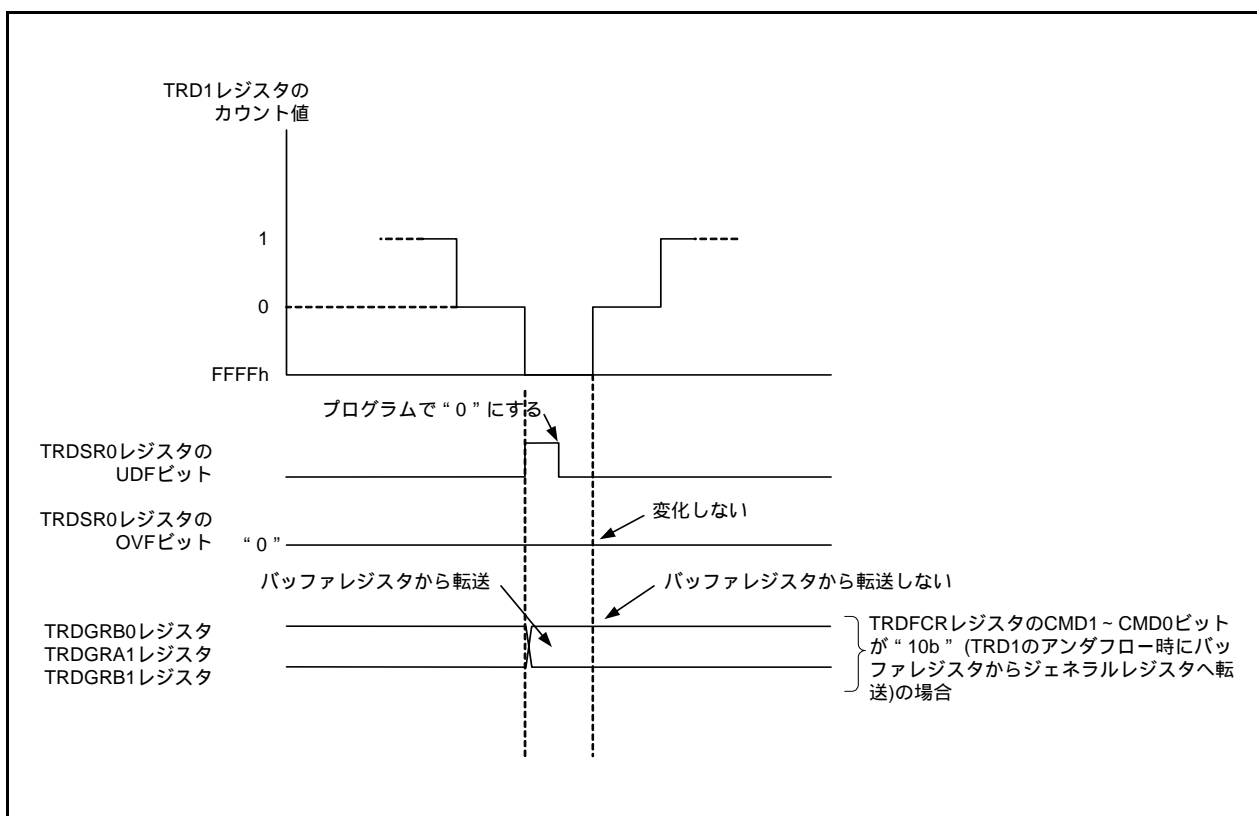 TRD1レジスタの
カウント値
1
0
FFFFh
プログラムで“0”にする
TRDSR0レジスタの
UDFビット
変化しない
TRDSR0レジスタの
OVFビット “0”
バッファレジスタから転送 バッファレジスタから転送しない
TRDGRB0レジスタ
TRDGRA1レジスタ
TRDGRB1レジスタ
TRDFCRレジスタのCMD1~CMD0ビット
が“10b”(TRD1のアンダフロー時にバッ
ファレジスタからジェネラルレジスタへ転
送)の場合